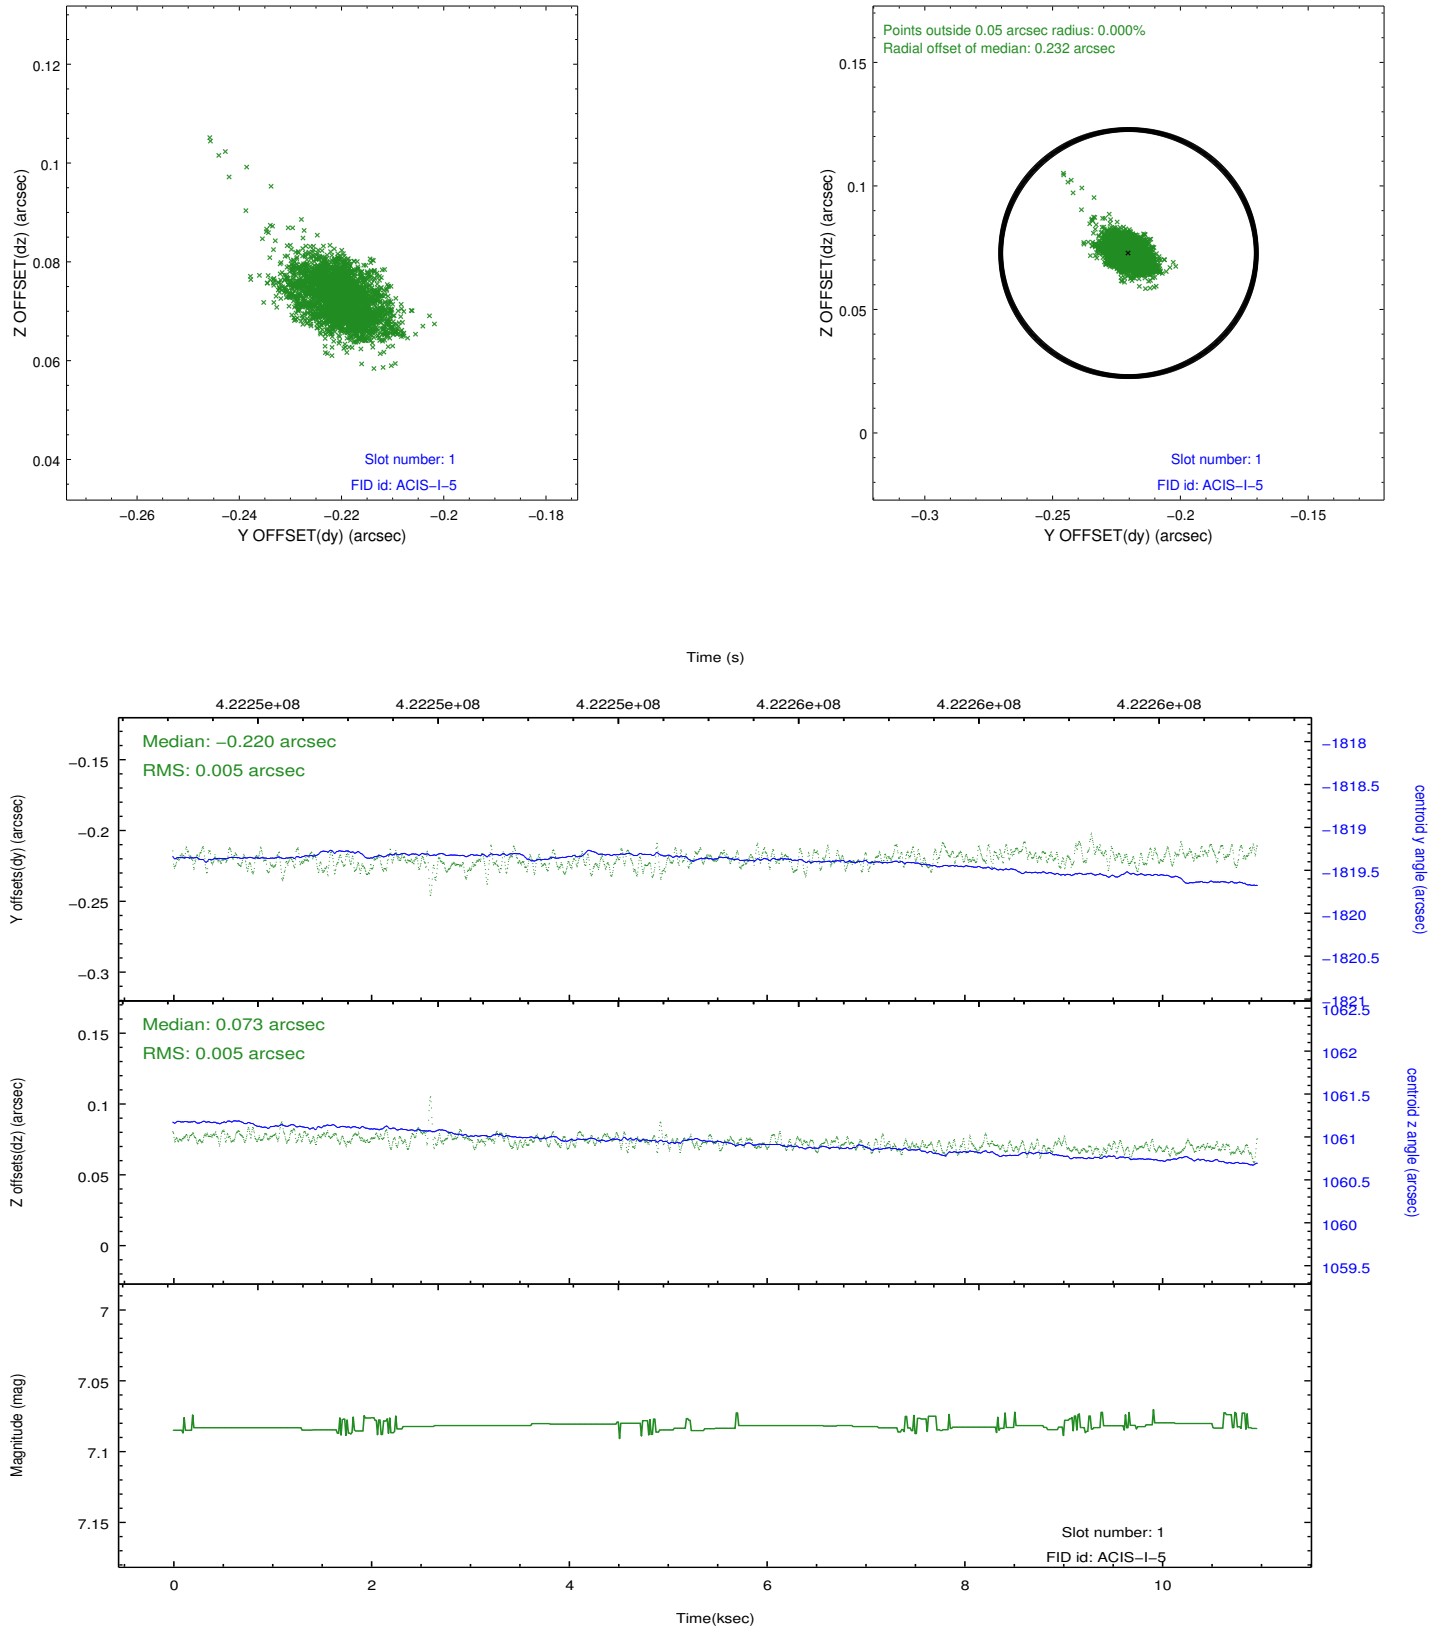 0.12
0.1
0.08
0.06
0.04
Z OFFSET(dz) (arcsec)
Slot number: 1
FID id: ACIS−I−5
−0.26 −0.24 −0.22 −0.2 −0.18
Y OFFSET(dy) (arcsec)
Points outside 0.05 arcsec radius: 0.000%
Radial offset of median: 0.232 arcsec
0.15
0.1
0.05
0
Z OFFSET(dz) (arcsec)
Slot number: 1
FID id: ACIS−I−5
−0.3 −0.25 −0.2 −0.15
Y OFFSET(dy) (arcsec)
Time (s)
4.2225e+08 4.2225e+08 4.2225e+08 4.2226e+08 4.2226e+08 4.2226e+08
Median: −0.220 arcsec
RMS: 0.005 arcsec
−0.15
−0.2
−0.25
−0.3
Y offsets(dy) (arcsec)
−1818
−1818.5
−1819
−1819.5
−1820
−1820.5
−1821
centroid y angle (arcsec)
Median: 0.073 arcsec
RMS: 0.005 arcsec
0.15
0.1
0.05
0
Z offsets(dz) (arcsec)
1062.5
1062
1061.5
1061
1060.5
1060
1059.5
centroid z angle (arcsec)
7
7.05
7.1
7.15
Magnitude (mag)
Slot number: 1
FID id: ACIS−I−5
0 2 4 6 8 10
Time(ksec)